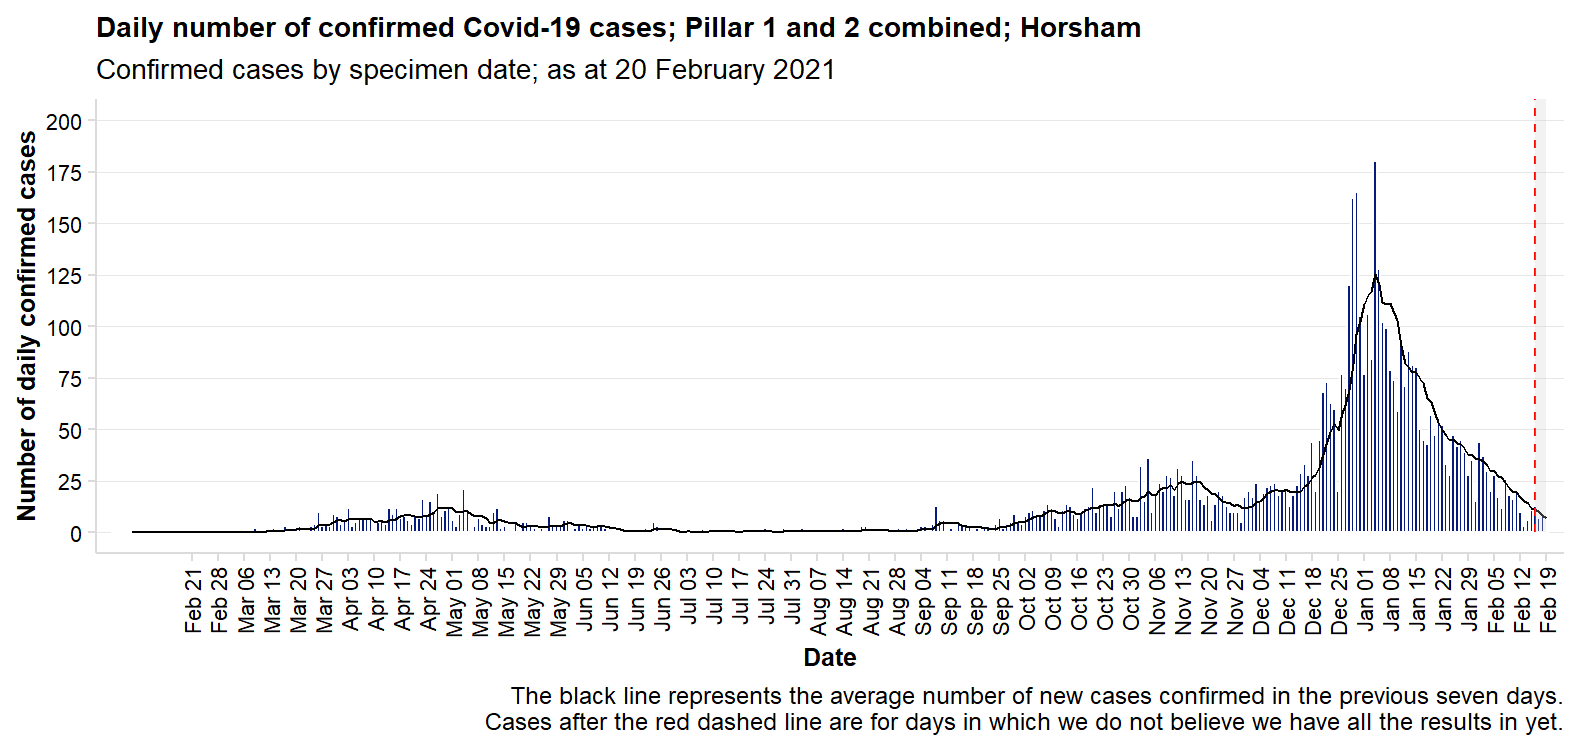 Daily number of confirmed Covid-19 cases; Pillar 1 and 2 combined; Horsham
Confirmed cases by specimen date; as at 20 February 2021
Number of daily confirmed cases
200
175
150
125
100
75
50
25
0
Feb 21
Feb 28
Mar 06
Mar 13
Mar 20
Mar 27
Apr 03
Apr 10
Apr 17
Apr 24
May 01
May 08
May 15
May 22
May 29
Jun 05
Jun 12
Jun 19
Jun 26
Jul 03
Jul 10
Jul 17
Jul 24
Jul 31
Aug 07
Aug 14
Aug 21
Aug 28
Sep 04
Sep 11
Sep 18
Sep 25
Oct 02
Oct 09
Oct 16
Oct 23
Oct 30
Nov 06
Nov 13
Nov 20
Nov 27
Dec 04
Dec 11
Dec 18
Dec 25
Jan 01
Jan 08
Jan 15
Jan 22
Jan 29
Feb 05
Feb 12
Feb 19
Date
The black line represents the average number of new cases confirmed in the previous seven days.
Cases after the red dashed line are for days in which we do not believe we have all the results in yet.